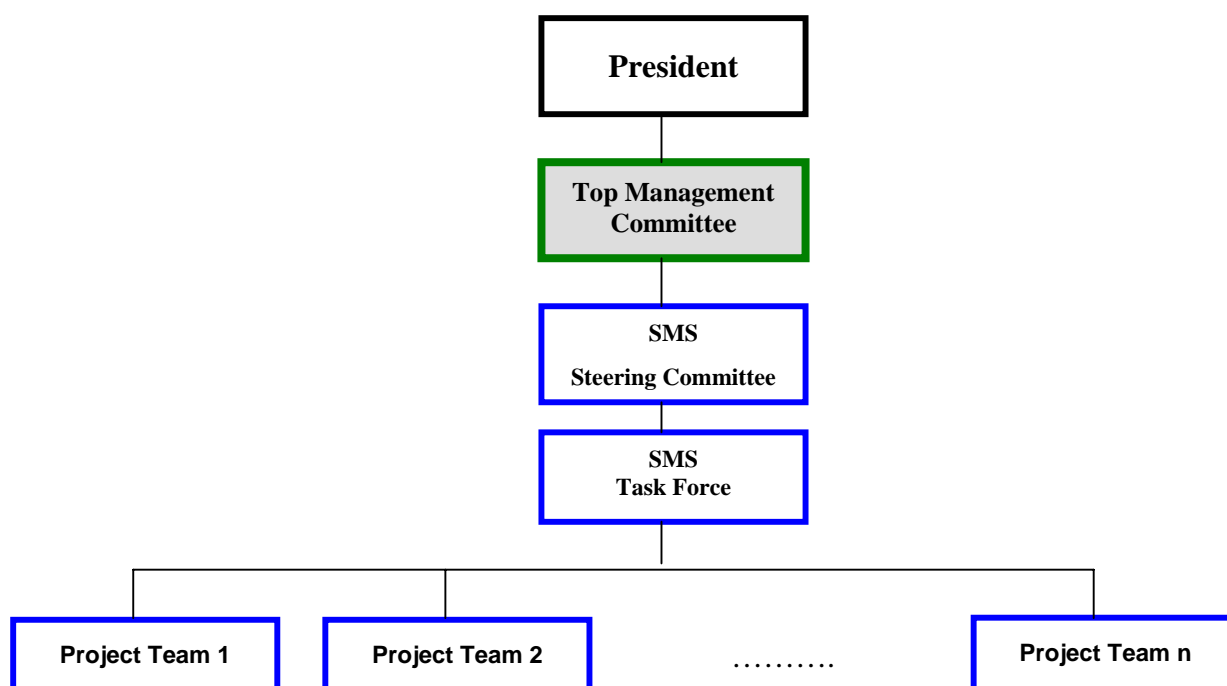 President
Top Management
Committee
SMS
Steering Committee
SMS
Task Force
Project Team 1
Project Team 2
..........
Project Team n